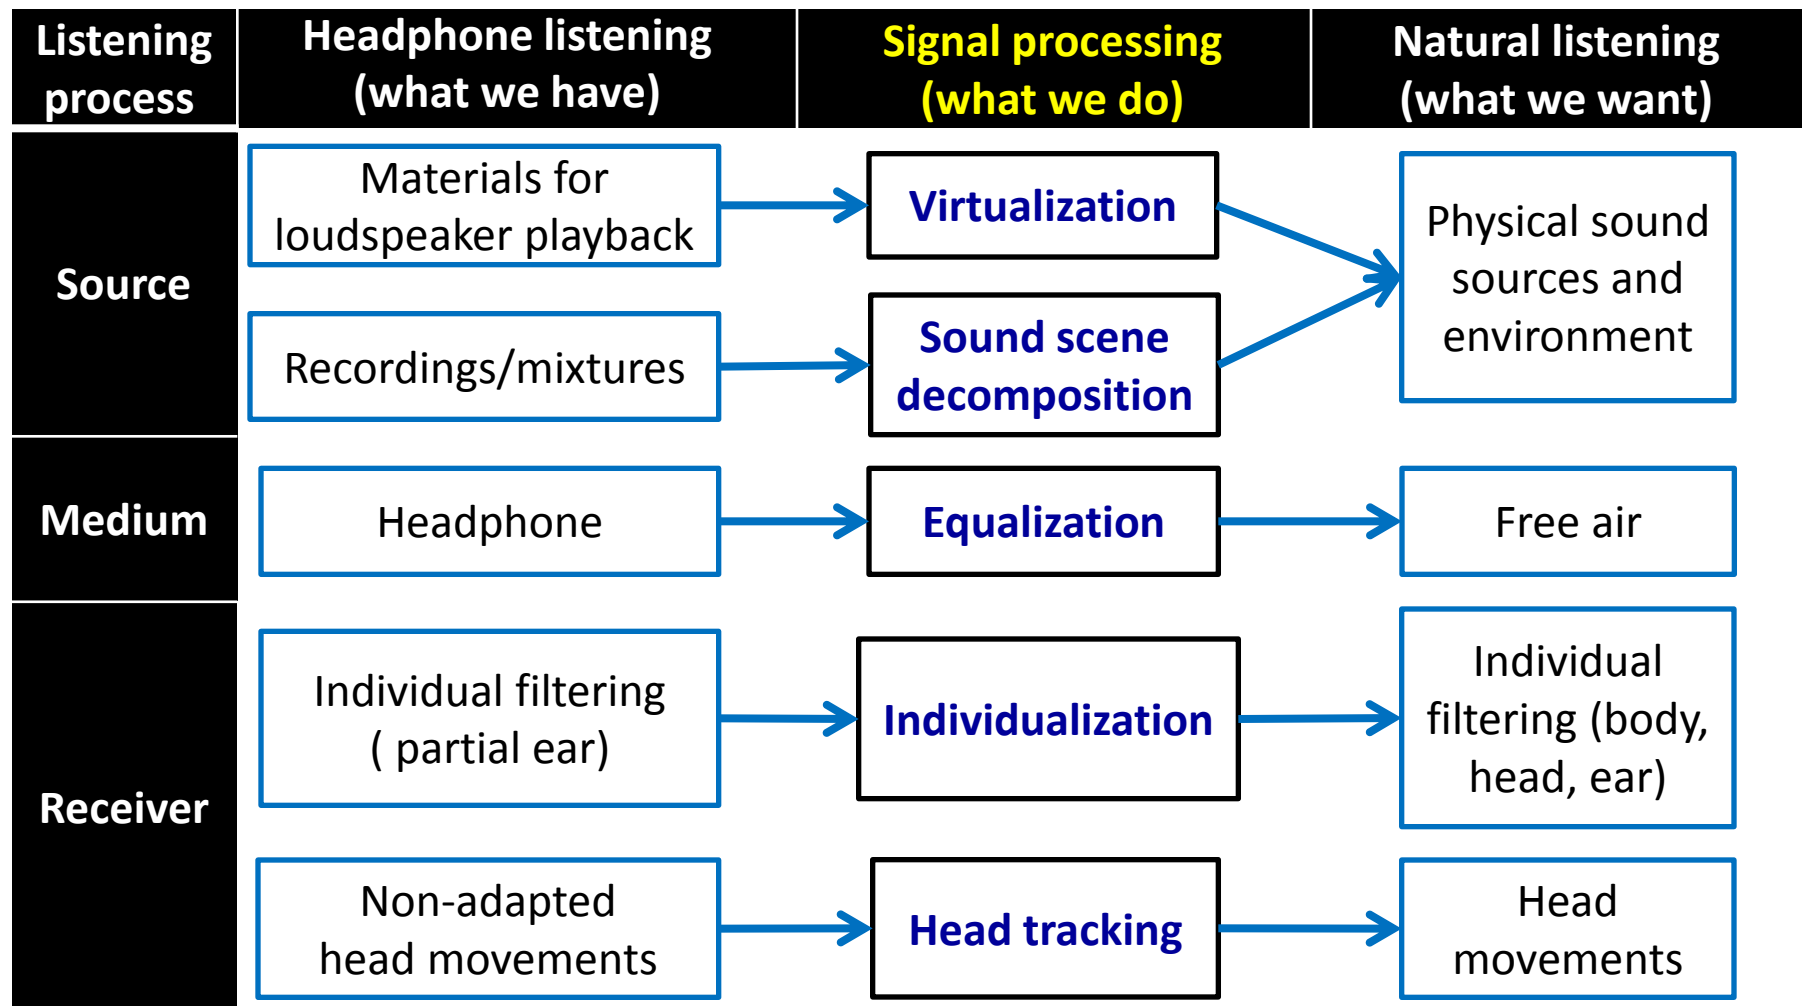 Listening
process
Headphone listening
(what we have)
Signal processing
(what we do)
Natural listening
(what we want)
Source
Materials for
loudspeaker playback
Virtualization
Physical sound
sources and
environment
Recordings/mixtures
Sound scene
decomposition
Medium
Headphone
Equalization
Free air
Receiver
Individual filtering
( partial ear)
Individualization
Individual
filtering (body,
head, ear)
Non-adapted
head movements
Head tracking
Head
movements